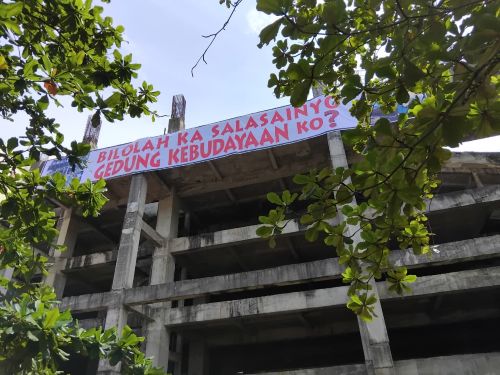 BILOLAH KA SALASAINYO
GEDUNG KEBUDAYAAN KO?